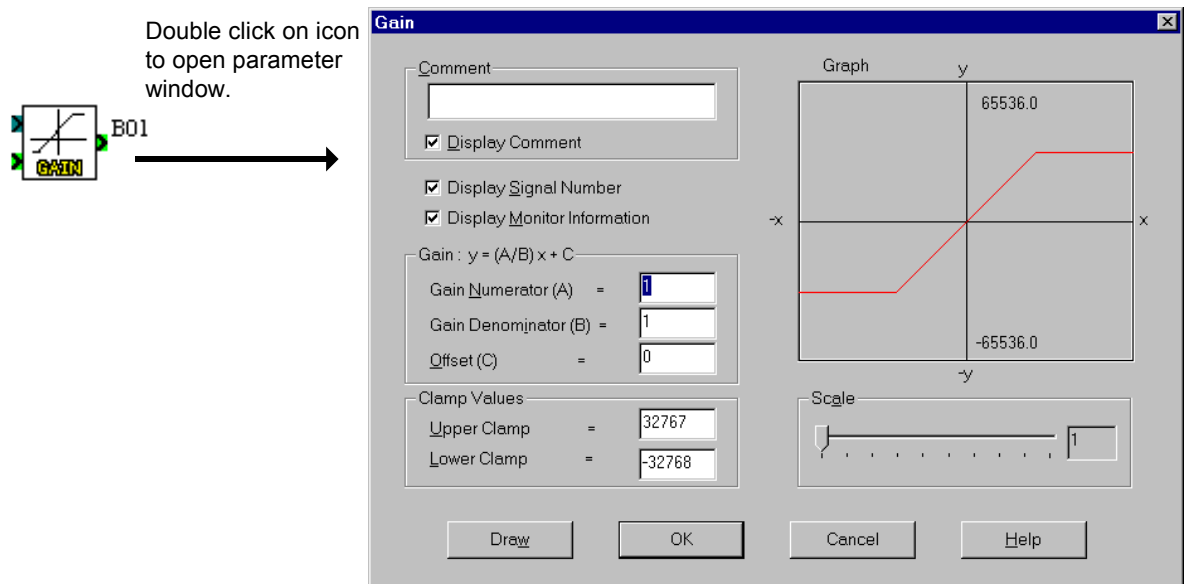 Double click on icon
to open parameter
window.
B01
GAIN
Gain
Comment
Display Comment
Display Signal Number
Display Monitor Information
Gain : y = (A/B) x + C
Gain Numerator (A) = 1
Gain Denominator (B) = 1
Offset (C) = 0
Clamp Values
Upper Clamp = 32767
Lower Clamp = -32768
Graph
y
65536.0
-x
x
-65536.0
-y
Scale
1
Draw
OK
Cancel
Help